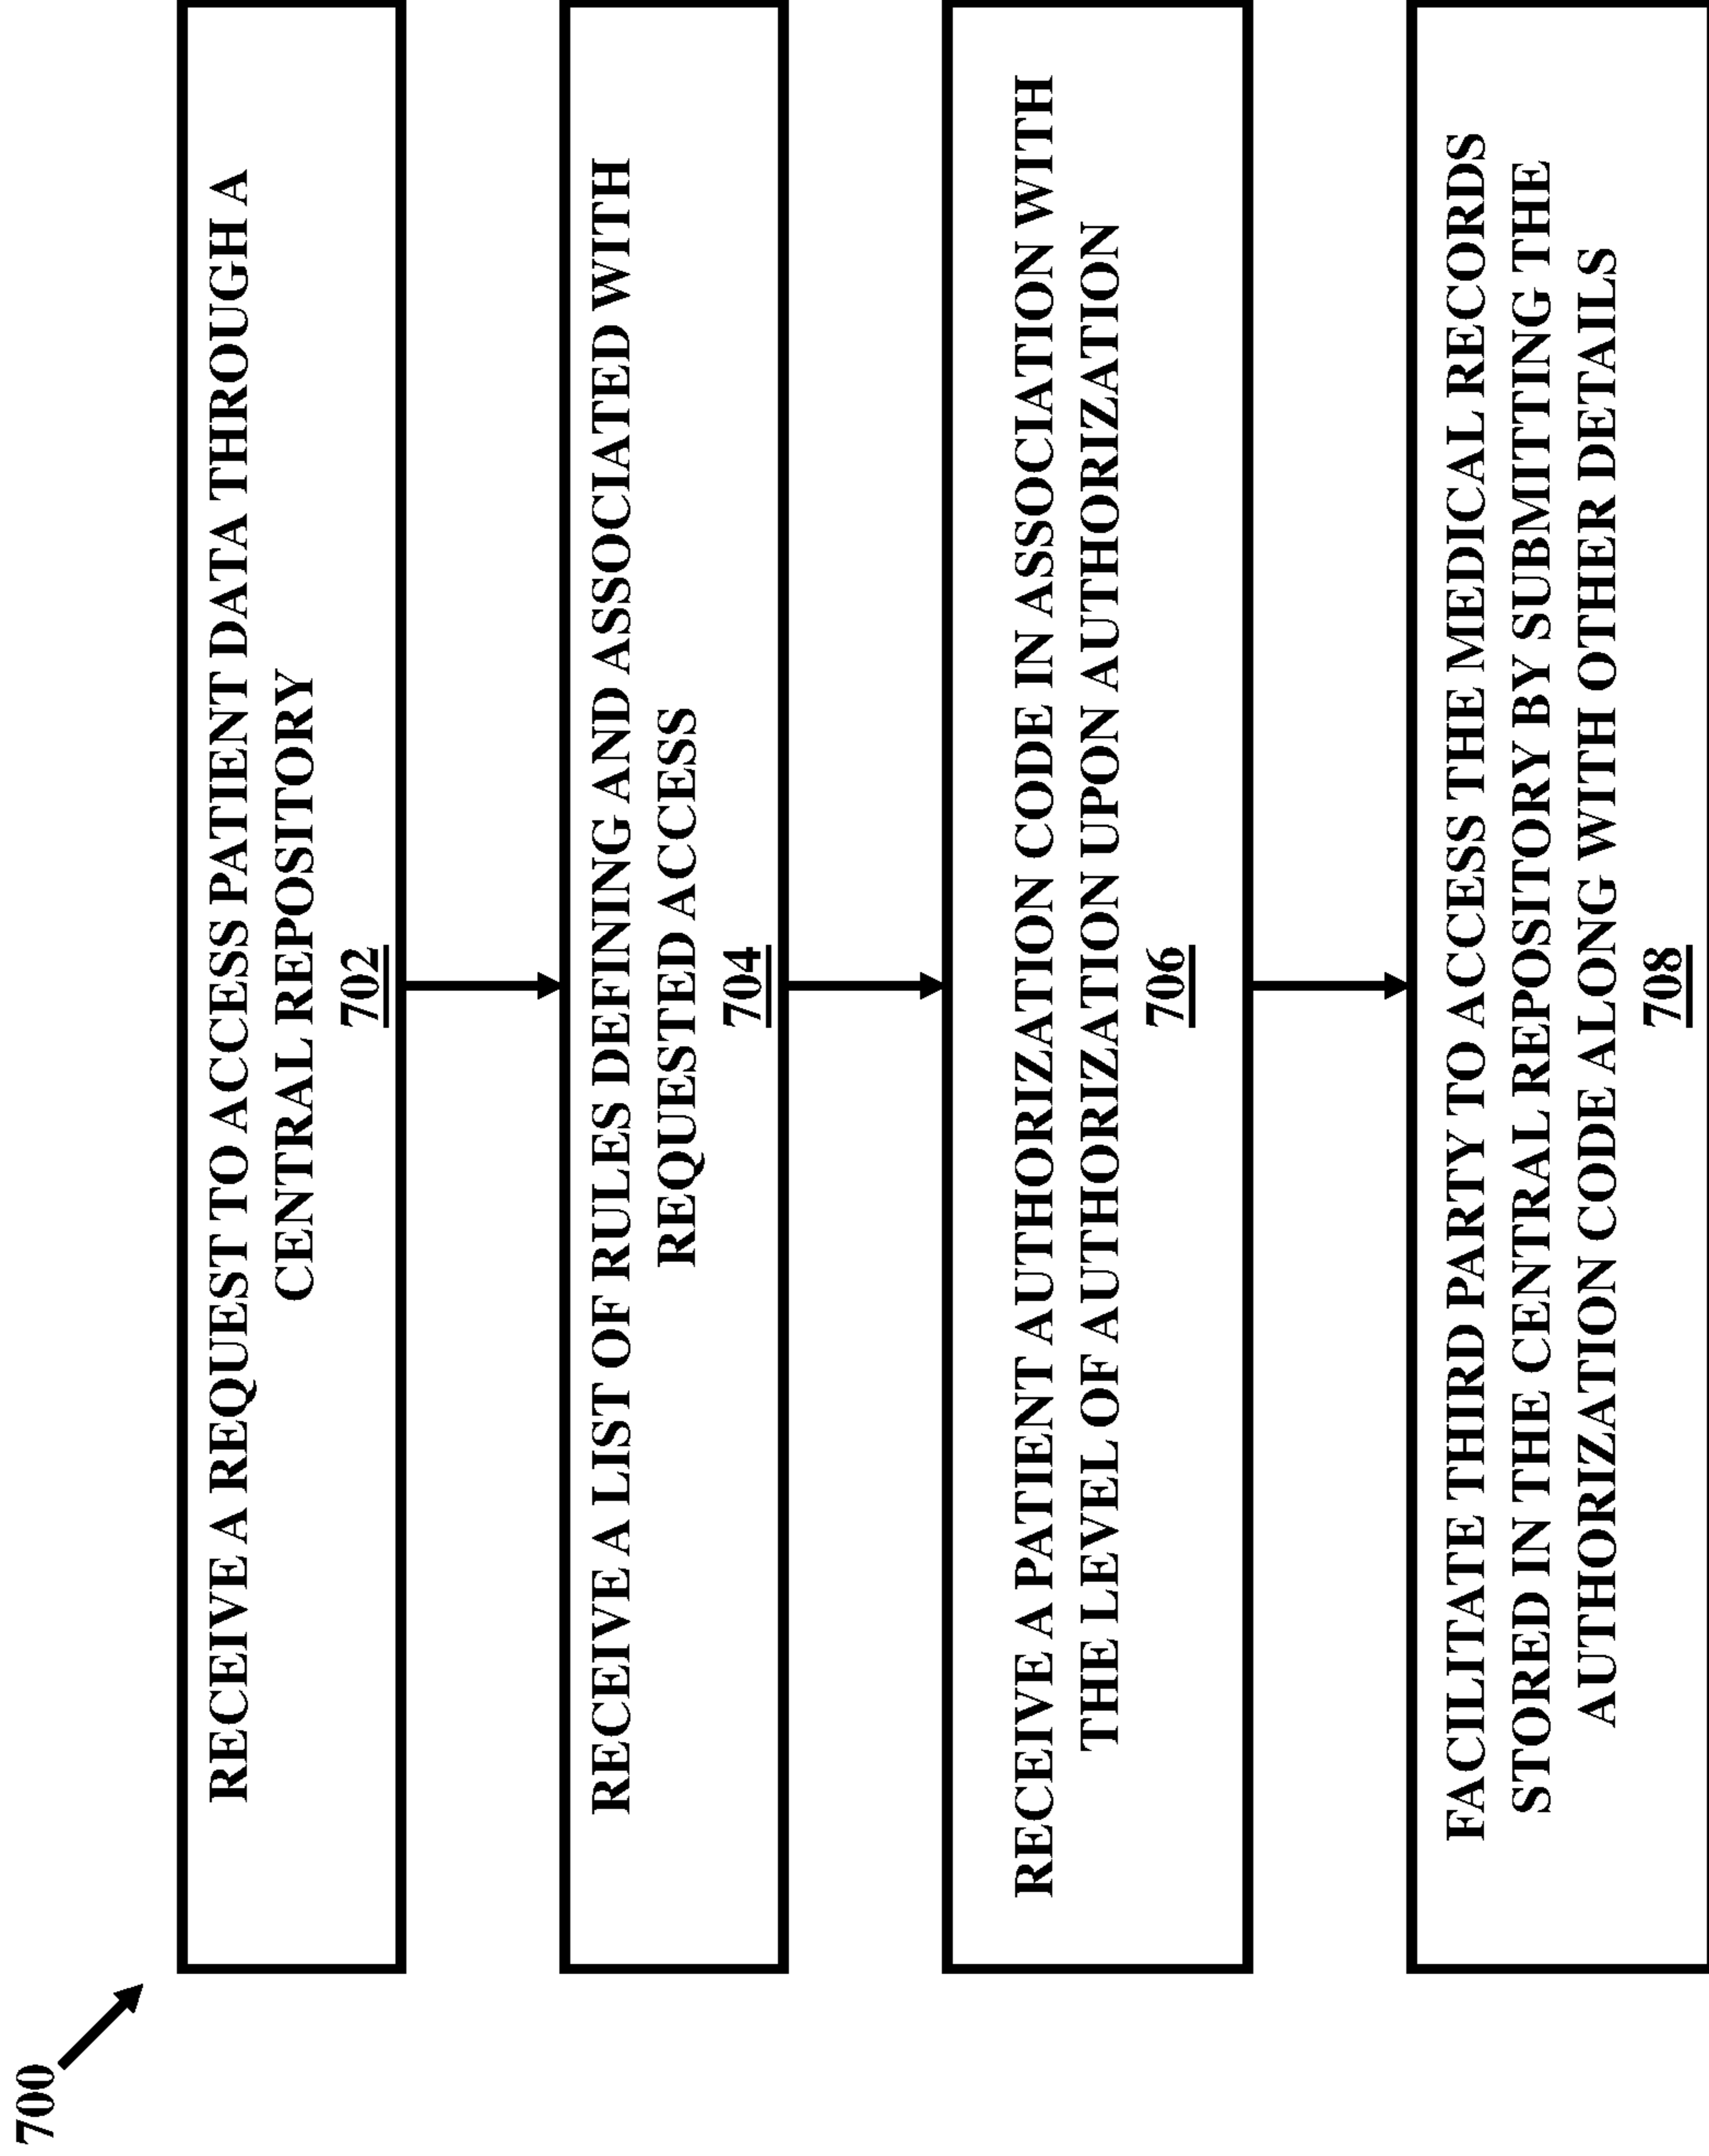 700
RECEIVE A REQUEST TO ACCESS PATIENT DATA THROUGH A
CENTRAL REPOSITORY
702
RECEIVE A LIST OF RULES DEFINING AND ASSOCIATED WITH
REQUESTED ACCESS
704
RECEIVE A PATIENT AUTHORIZATION CODE IN ASSOCIATION WITH
THE LEVEL OF AUTHORIZATION UPON AUTHORIZATION
706
FACILITATE THIRD PARTY TO ACCESS THE MEDICAL RECORDS
STORED IN THE CENTRAL REPOSITORY BY SUBMITTING THE
AUTHORIZATION CODE ALONG WITH OTHER DETAILS
708